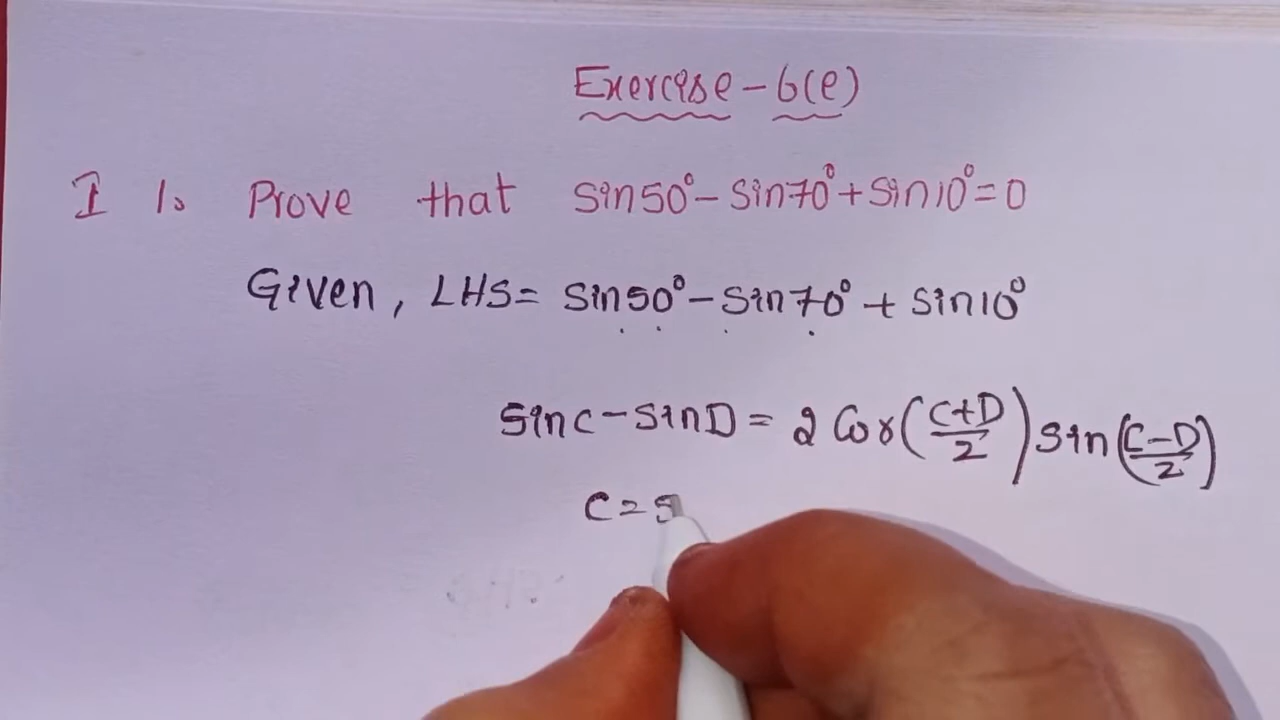 Exercise - 6(e)
I 1. Prove that Sin50° - Sin70° + Sin10° = 0
Given, LHS = Sin50° - Sin70° + Sin10°
SinC - SinD = 2 Cos(C+D/2) Sin(C-D/2)
C = 5